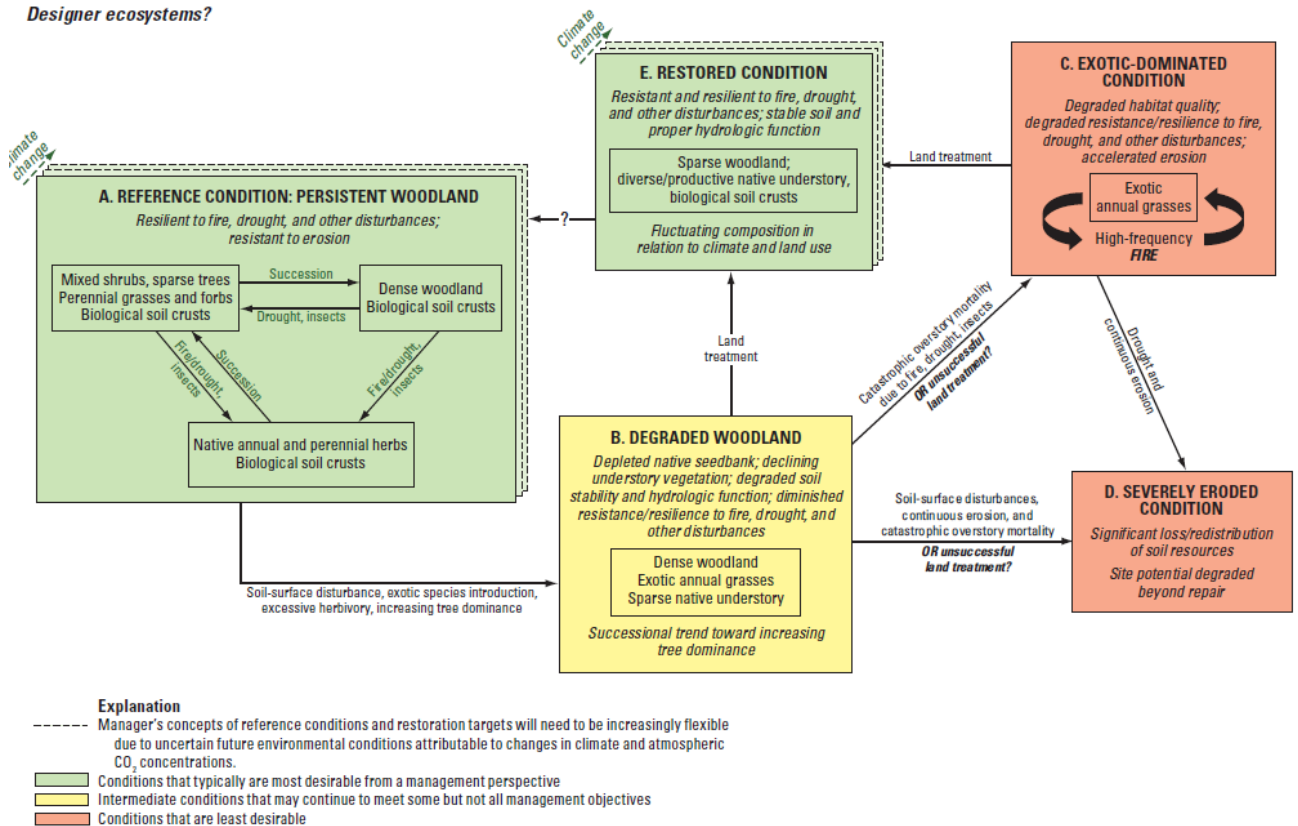 Designer ecosystems?
Climate
change
E. RESTORED CONDITION
Resistant and resilient to fire, drought,
and other disturbances; stable soil and
proper hydrologic function
Sparse woodland;
diverse/productive native understory,
biological soil crusts
Fluctuating composition in
relation to climate and land use
C. EXOTIC-DOMINATED
CONDITION
Degraded habitat quality;
degraded resistance/resilience to fire,
drought, and other disturbances;
accelerated erosion
Exotic
annual grasses
High-frequency
FIRE
Land treatment
Climate
change
A. REFERENCE CONDITION: PERSISTENT WOODLAND
Resilient to fire, drought, and other disturbances;
resistant to erosion
Mixed shrubs, sparse trees
Perennial grasses and forbs
Biological soil crusts
Succession
Drought, insects
Dense woodland
Biological soil crusts
Fire/drought,
insects
Succession
Fire/drought,
insects
Native annual and perennial herbs
Biological soil crusts
?
Land
treatment
Catastrophic overstory mortality
due to fire, drought, insects
OR unsuccessful
land treatment?
Drought and
continuous erosion
B. DEGRADED WOODLAND
Depleted native seedbank; declining
understory vegetation; degraded soil
stability and hydrologic function; diminished
resistance/resilience to fire, drought, and
other disturbances
Dense woodland
Exotic annual grasses
Sparse native understory
Successional trend toward increasing
tree dominance
Soil-surface disturbances,
continuous erosion, and
catastrophic overstory mortality
OR unsuccessful
land treatment?
D. SEVERELY ERODED
CONDITION
Significant loss/redistribution
of soil resources
Site potential degraded
beyond repair
Soil-surface disturbance, exotic species introduction,
excessive herbivory, increasing tree dominance
Explanation
Manager's concepts of reference conditions and restoration targets will need to be increasingly flexible
due to uncertain future environmental conditions attributable to changes in climate and atmospheric
CO2 concentrations.
Conditions that typically are most desirable from a management perspective
Intermediate conditions that may continue to meet some but not all management objectives
Conditions that are least desirable